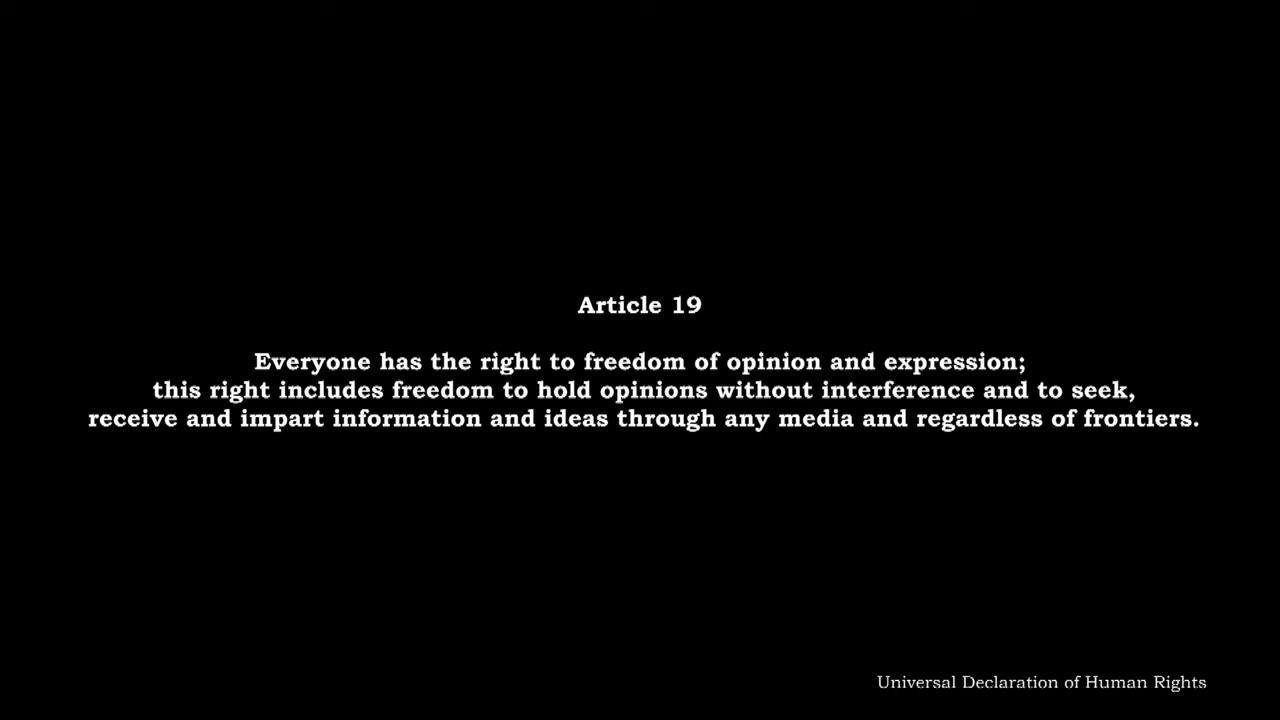 Article 19
Everyone has the right to freedom of opinion and expression;
this right includes freedom to hold opinions without interference and to seek,
receive and impart information and ideas through any media and regardless of frontiers.
Universal Declaration of Human Rights